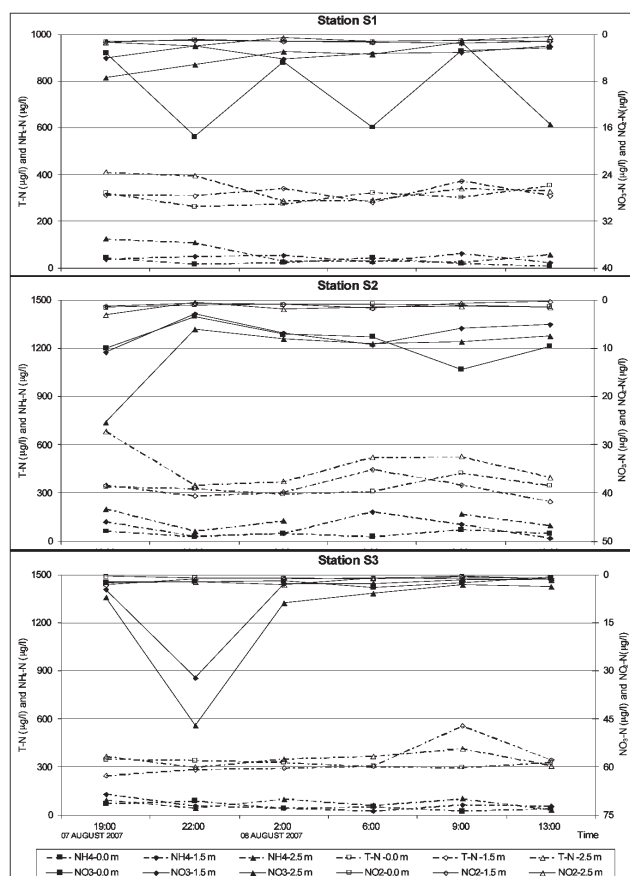 Station S1
1000
800
600
400
200
0
T-N (µg/l) and NH₄-N (µg/l)
0
8
16
24
32
40
NO₃-N (µg/l) and NO₂-N(µg/l)
Station S2
1500
1200
900
600
300
0
T-N (µg/l) and NH₄-N (µg/l)
0
10
20
30
40
50
NO₃-N (µg/l) and NO₂-N(µg/l)
Station S3
1500
1200
900
600
300
0
T-N (µg/l) and NH₄-N (µg/l)
0
15
30
45
60
75
NO₃-N (µg/l) and NO₂-N(µg/l)
19:00 22:00 2:00 6:00 9:00 13:00
07 AUGUST 2007 08 AUGUST 2007 Time
NH4-0.0 m NH4-1.5 m NH4-2.5 m T-N -0.0 m T-N -1.5 m T-N -2.5 m
NO3-0.0 m NO3-1.5 m NO3-2.5 m NO2-0.0 m NO2-1.5 m NO2-2.5 m